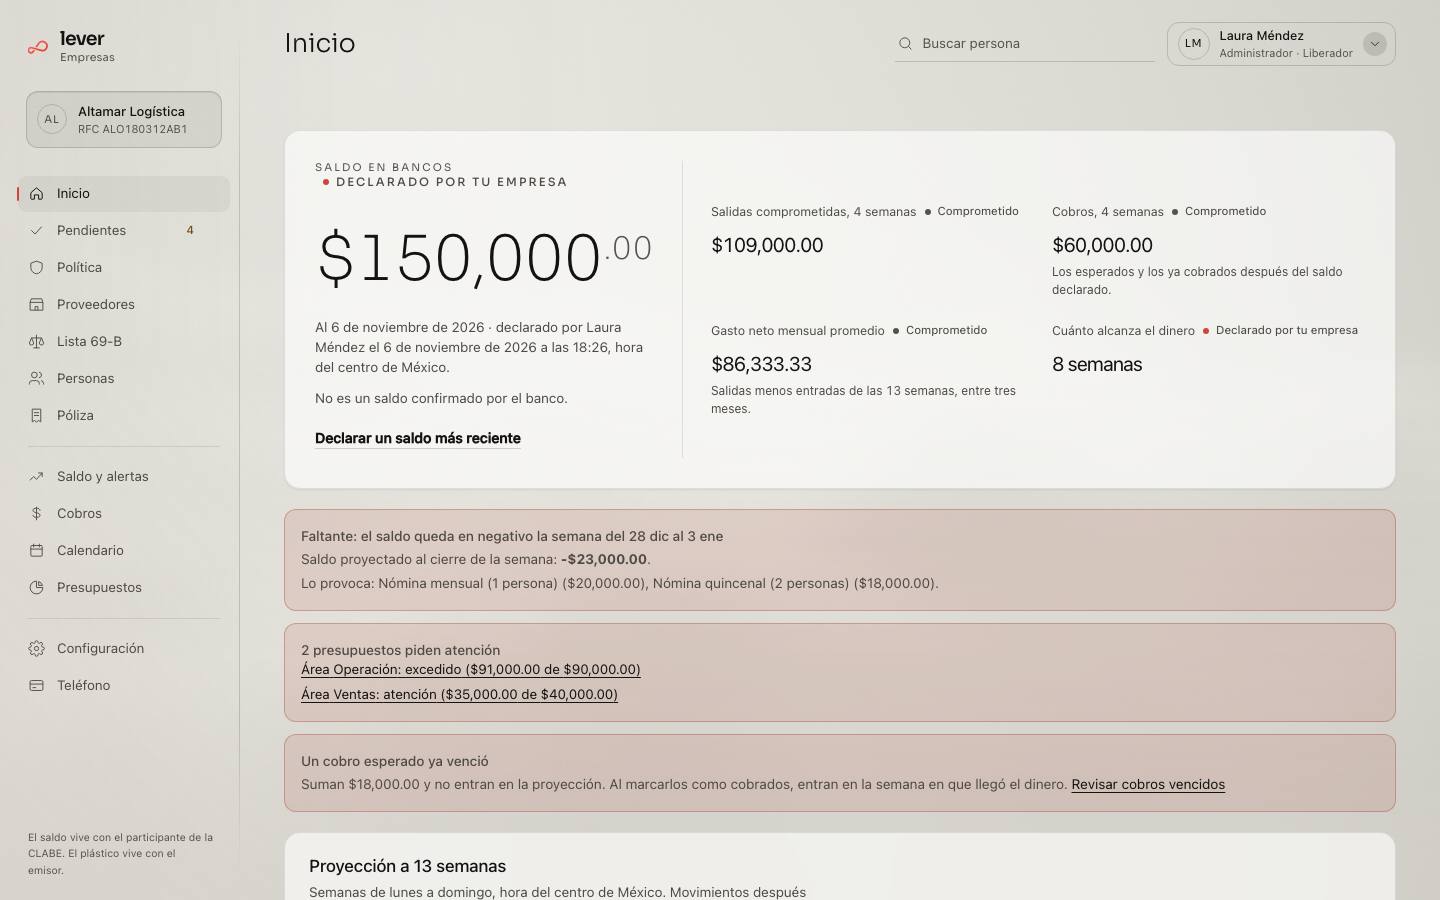 lever
Empresas
AL
Altamar Logística
RFC ALO180312AB1
Inicio
Pendientes 4
Política
Proveedores
Lista 69-B
Personas
Póliza
Saldo y alertas
Cobros
Calendario
Presupuestos
Configuración
Teléfono
El saldo vive con el participante de la
CLABE. El plástico vive con el
emisor.
Inicio
Buscar persona
LM
Laura Méndez
Administrador · Liberador
SALDO EN BANCOS
DECLARADO POR TU EMPRESA
$150,000.00
Al 6 de noviembre de 2026 · declarado por Laura
Méndez el 6 de noviembre de 2026 a las 18:26, hora
del centro de México.
No es un saldo confirmado por el banco.
Declarar un saldo más reciente
Salidas comprometidas, 4 semanas Comprometido
$109,000.00
Cobros, 4 semanas Comprometido
$60,000.00
Los esperados y los ya cobrados después del saldo
declarado.
Gasto neto mensual promedio Comprometido
$86,333.33
Salidas menos entradas de las 13 semanas, entre tres
meses.
Cuánto alcanza el dinero Declarado por tu empresa
8 semanas
Faltante: el saldo queda en negativo la semana del 28 dic al 3 ene
Saldo proyectado al cierre de la semana: -$23,000.00.
Lo provoca: Nómina mensual (1 persona) ($20,000.00), Nómina quincenal (2 personas) ($18,000.00).
2 presupuestos piden atención
Área Operación: excedido ($91,000.00 de $90,000.00)
Área Ventas: atención ($35,000.00 de $40,000.00)
Un cobro esperado ya venció
Suman $18,000.00 y no entran en la proyección. Al marcarlos como cobrados, entran en la semana en que llegó el dinero. Revisar cobros vencidos
Proyección a 13 semanas
Semanas de lunes a domingo, hora del centro de México. Movimientos después